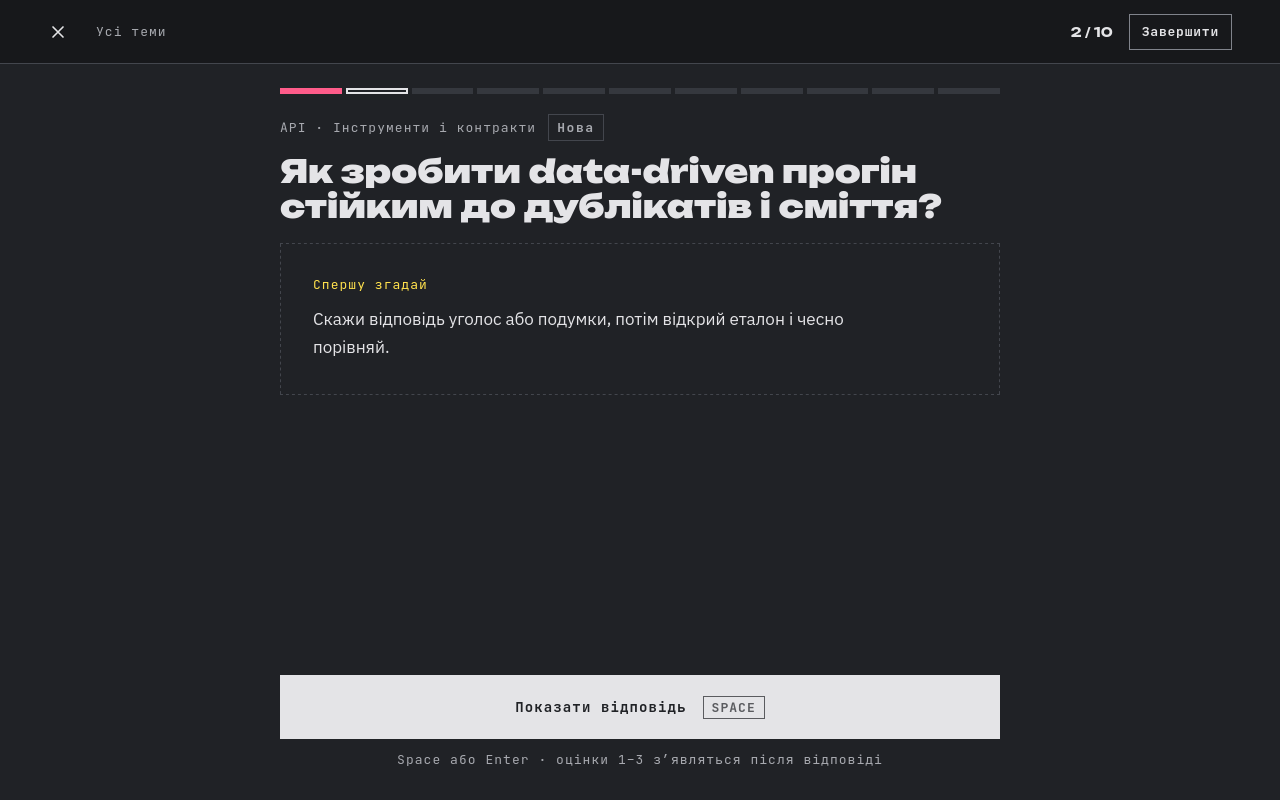 Усі теми
2 / 10
Завершити
API · Інструменти і контракти
Нова
Як зробити data-driven прогін
стійким до дублікатів і сміття?
Спершу згадай
Скажи відповідь уголос або подумки, потім відкрий еталон і чесно
порівняй.
Показати відповідь
SPACE
Space або Enter · оцінки 1–3 зʼявляться після відповіді